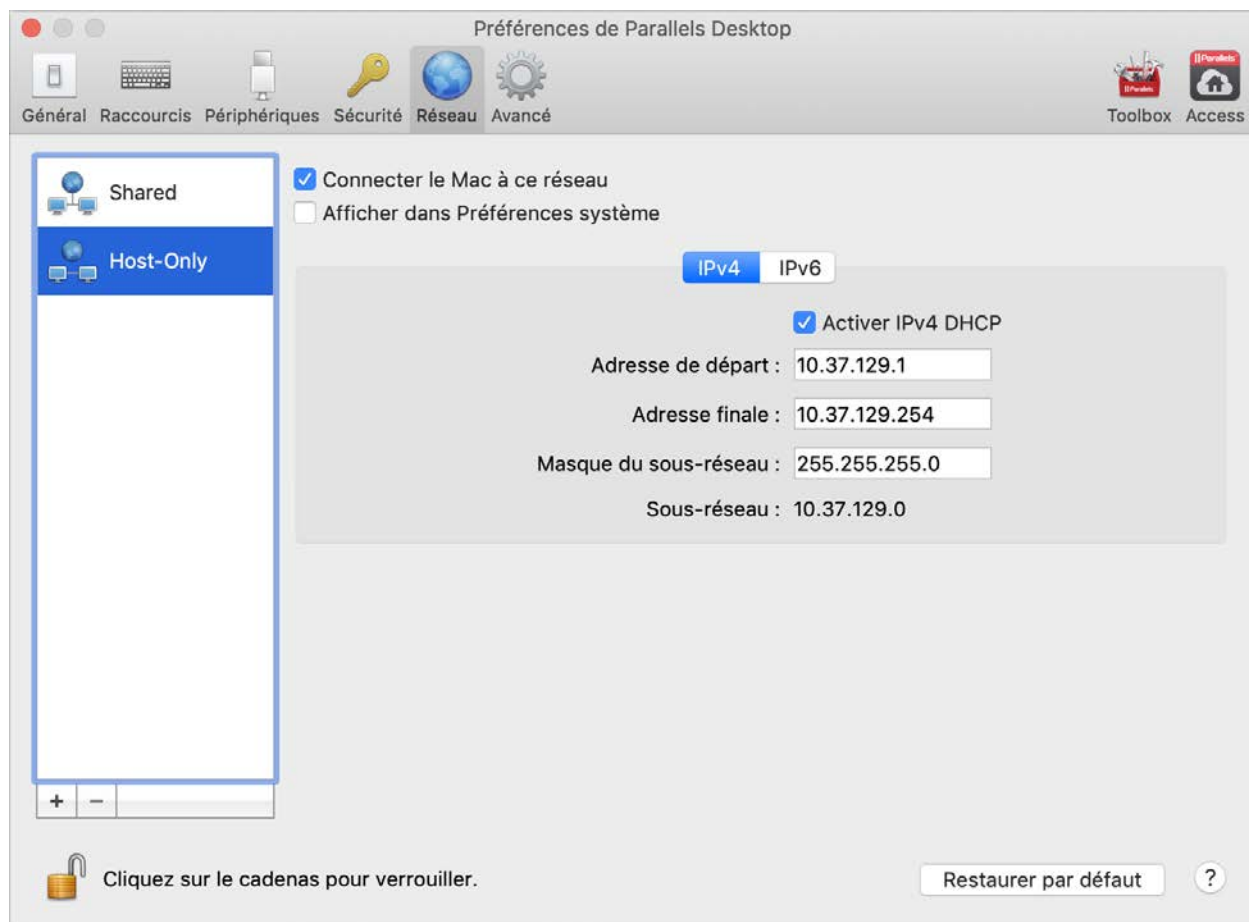 Préférences de Parallels Desktop
Général Raccourcis Périphériques Sécurité Réseau Avancé Toolbox Access
|| Parallels
|| Parallels
Shared
Host-Only
Connecter le Mac à ce réseau
Afficher dans Préférences système
IPv4 IPv6
Activer IPv4 DHCP
Adresse de départ : 10.37.129.1
Adresse finale : 10.37.129.254
Masque du sous-réseau : 255.255.255.0
Sous-réseau : 10.37.129.0
+ −
Cliquez sur le cadenas pour verrouiller.
Restaurer par défaut ?